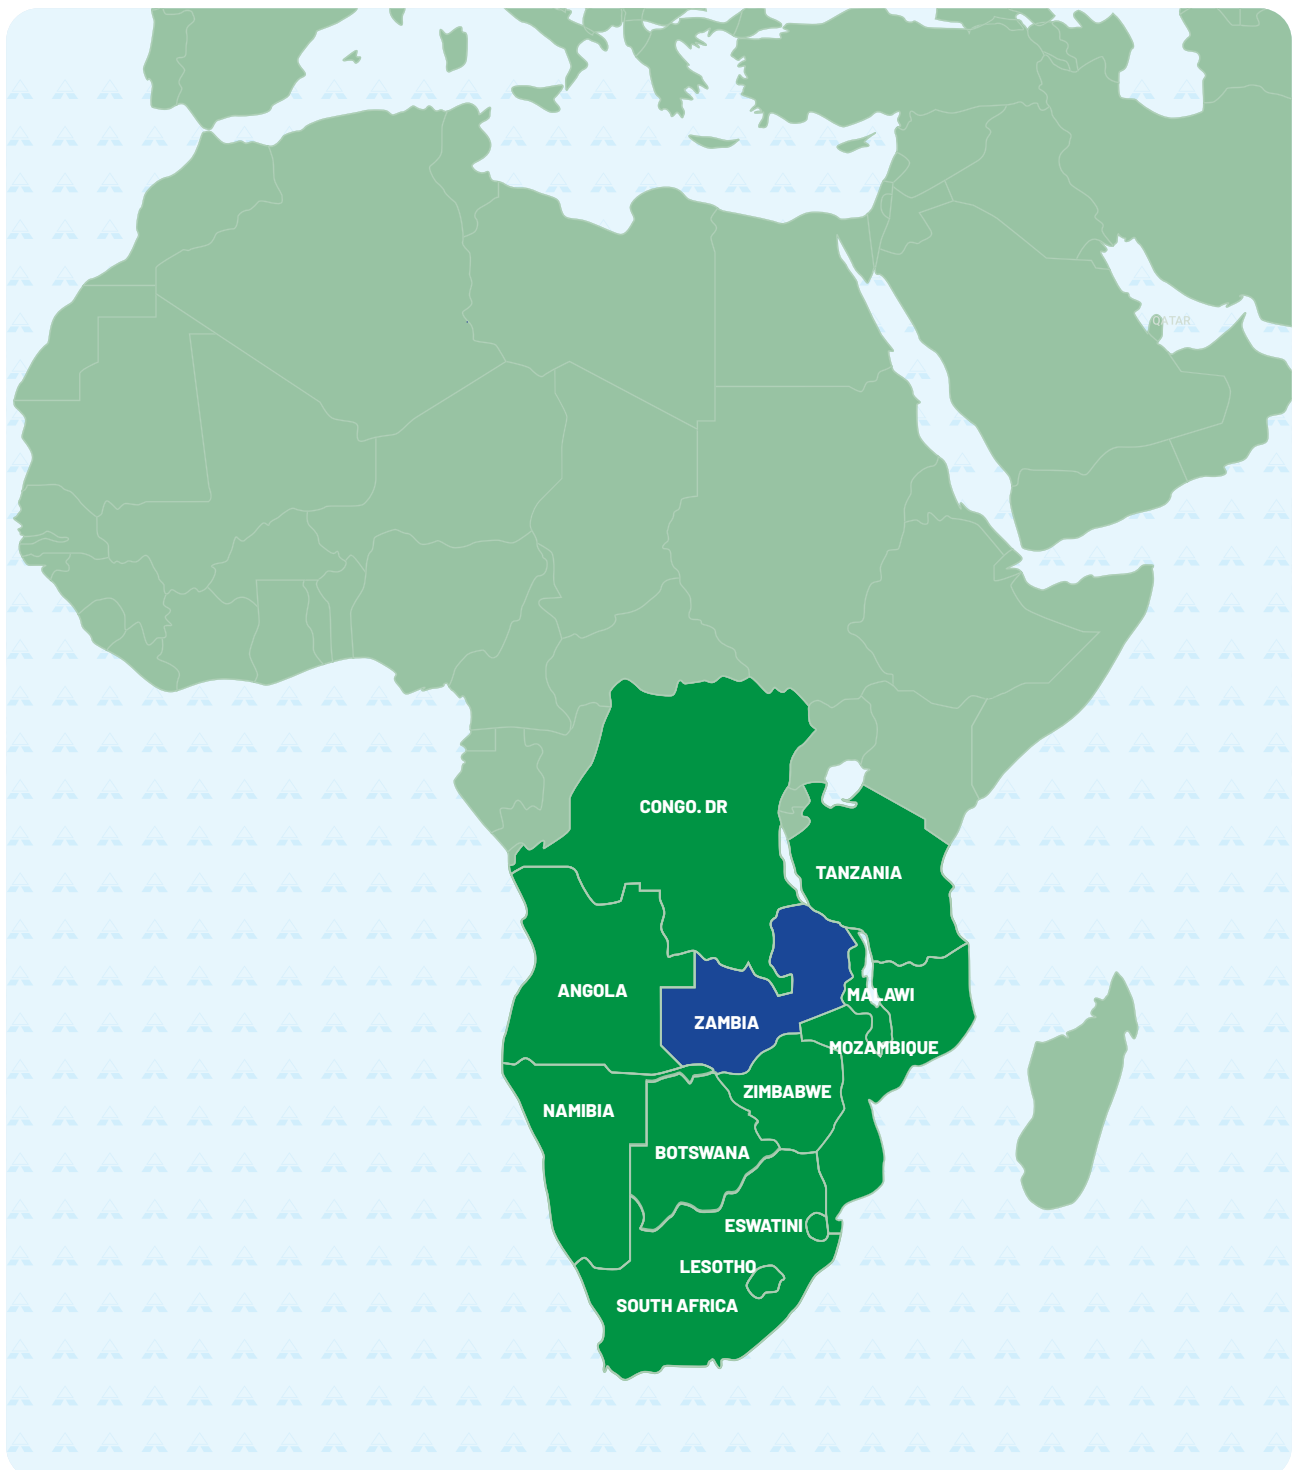 QATAR
CONGO. DR
TANZANIA
ANGOLA
MALAWI
ZAMBIA
MOZAMBIQUE
ZIMBABWE
NAMIBIA
BOTSWANA
ESWATINI
LESOTHO
SOUTH AFRICA